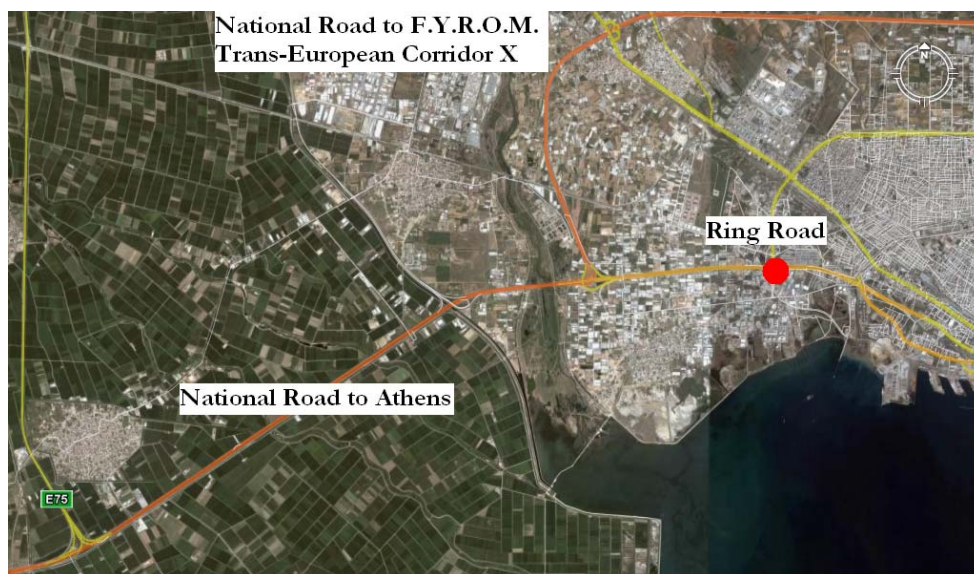 National Road to F.Y.R.O.M.
Trans-European Corridor X
N
Ring Road
National Road to Athens
E75